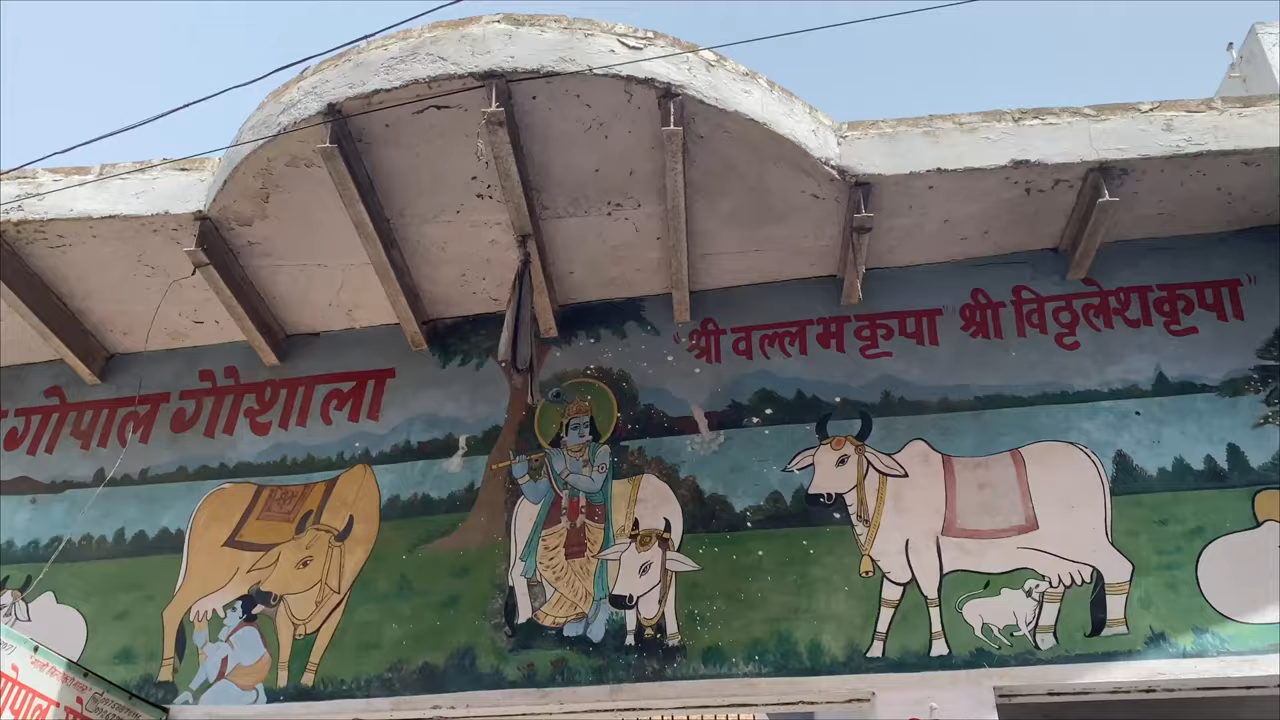 गोपाल गोशाला
"श्री वल्लभ कृपा" श्री विठ्ठलेश कृपा"
गोपाल